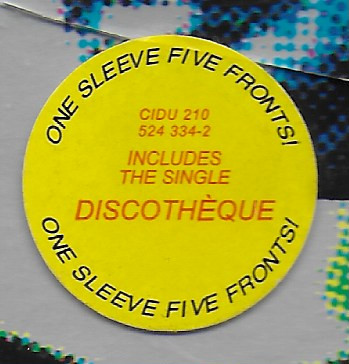 ONE SLEEVE FIVE FRONTS!
CIDU 210
524 334-2
INCLUDES
THE SINGLE
DISCOTHÈQUE
ONE SLEEVE FIVE FRONTS!